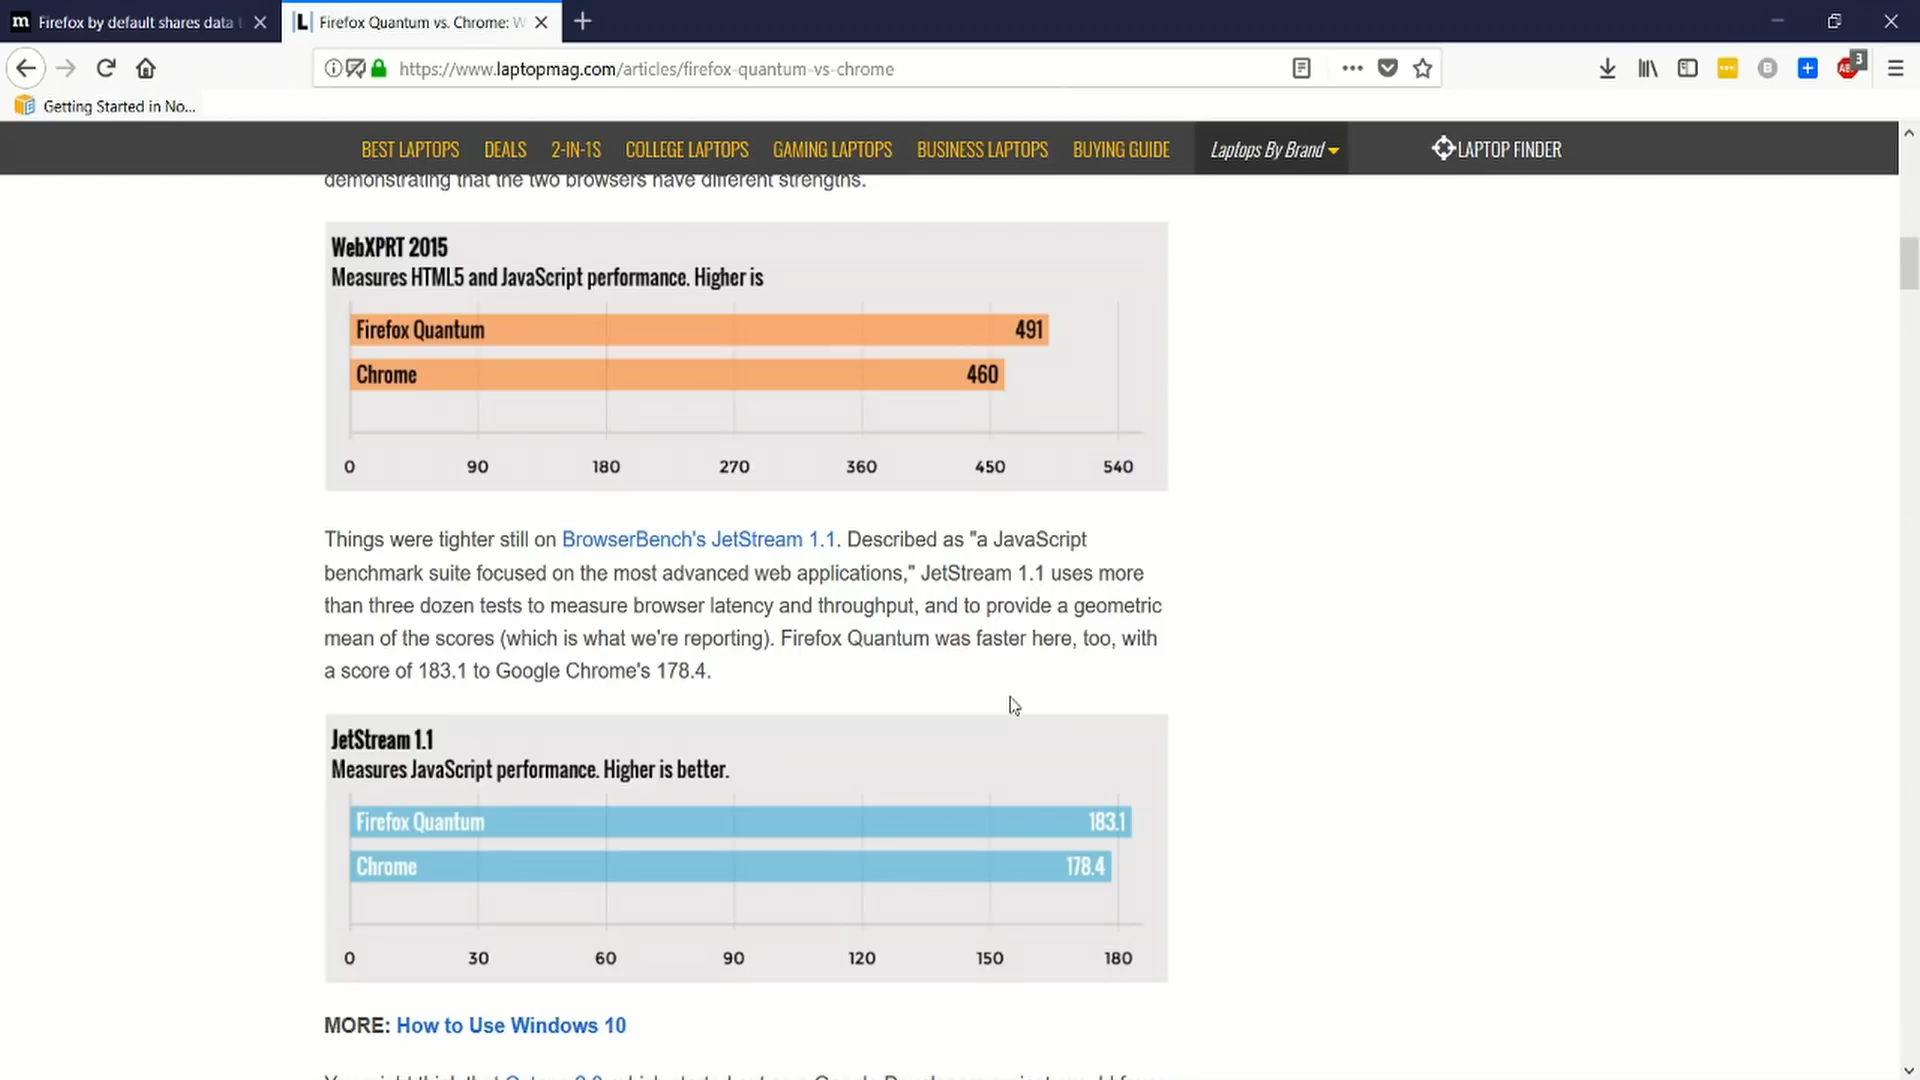 Firefox by default shares data t
Firefox Quantum vs. Chrome: W
https://www.laptopmag.com/articles/firefox-quantum-vs-chrome
3
Getting Started in No...
BEST LAPTOPS DEALS 2-IN-1S COLLEGE LAPTOPS GAMING LAPTOPS BUSINESS LAPTOPS BUYING GUIDE Laptops By Brand LAPTOP FINDER
demonstrating that the two browsers have different strengths.
WebXPRT 2015
Measures HTML5 and JavaScript performance. Higher is
Firefox Quantum 491
Chrome 460
0 90 180 270 360 450 540
Things were tighter still on BrowserBench's JetStream 1.1. Described as "a JavaScript
benchmark suite focused on the most advanced web applications," JetStream 1.1 uses more
than three dozen tests to measure browser latency and throughput, and to provide a geometric
mean of the scores (which is what we're reporting). Firefox Quantum was faster here, too, with
a score of 183.1 to Google Chrome's 178.4.
JetStream 1.1
Measures JavaScript performance. Higher is better.
Firefox Quantum 183.1
Chrome 178.4
0 30 60 90 120 150 180
MORE: How to Use Windows 10